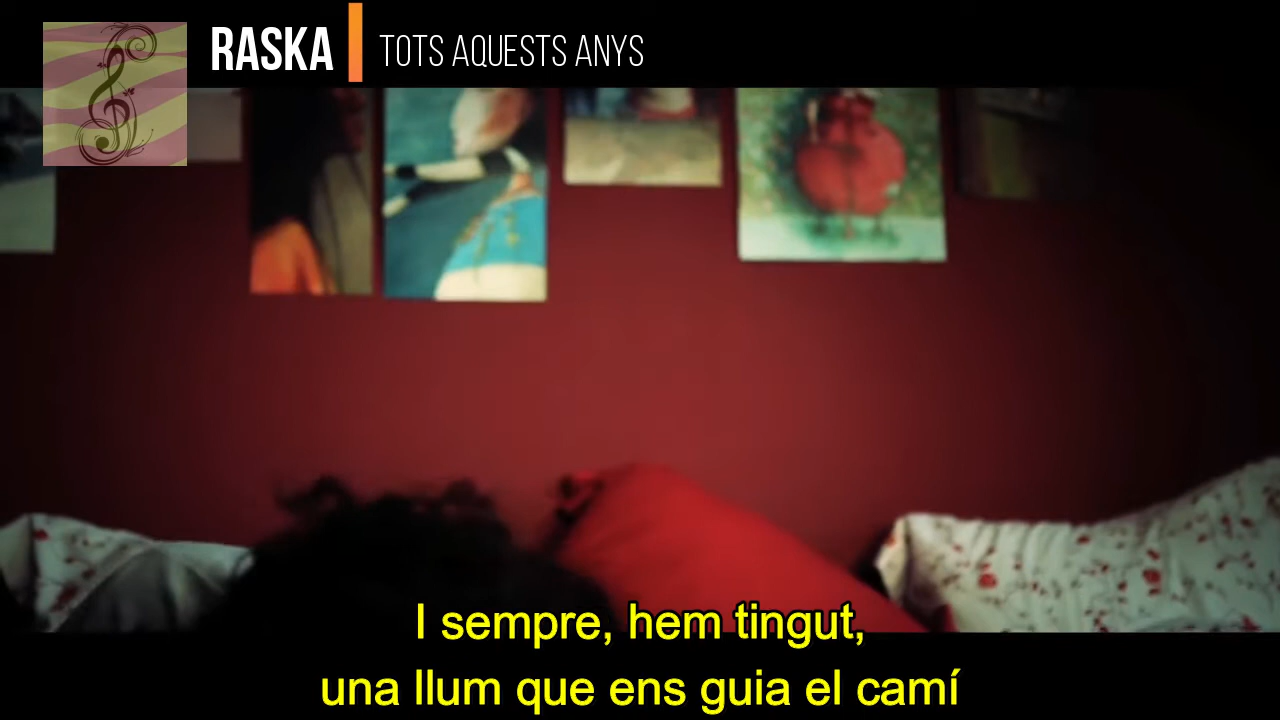 RASKA
TOTS AQUESTS ANYS
I sempre, hem tingut,
una llum que ens guia el camí